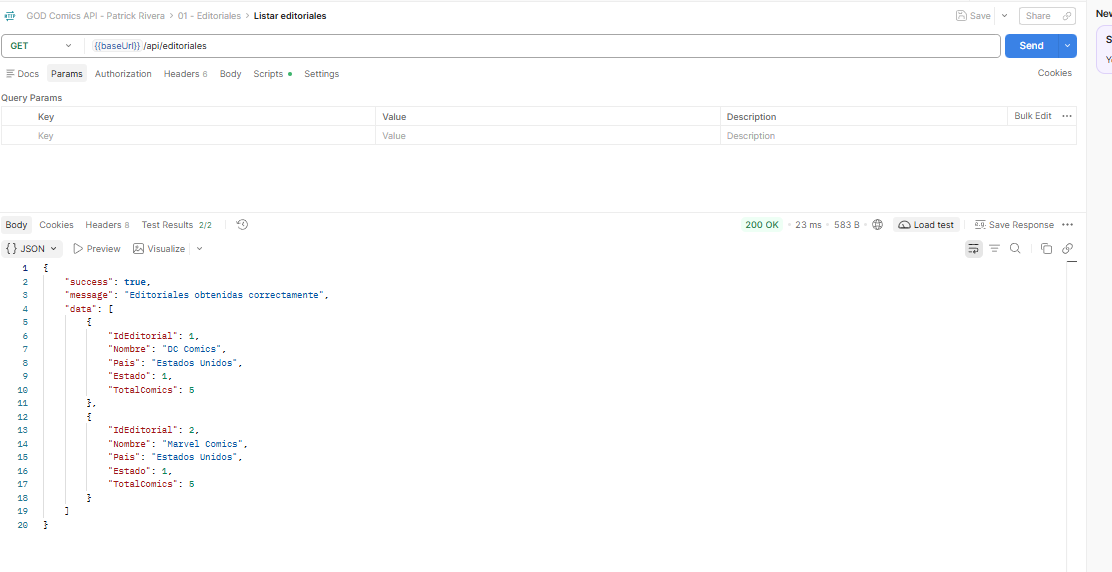 GOD Comics API - Patrick Rivera > 01 - Editoriales > Listar editoriales
Save
Share
New
GET {{baseUrl}} /api/editoriales
Send
Docs Params Authorization Headers 6 Body Scripts Settings
Cookies
Query Params
Key Value Description Bulk Edit
Key Value Description
Body Cookies Headers 8 Test Results 2/2
200 OK 23 ms 583 B Load test Save Response
{} JSON Preview Visualize
1 {
2 "success": true,
3 "message": "Editoriales obtenidas correctamente",
4 "data": [
5 {
6 "IdEditorial": 1,
7 "Nombre": "DC Comics",
8 "Pais": "Estados Unidos",
9 "Estado": 1,
10 "TotalComics": 5
11 },
12 {
13 "IdEditorial": 2,
14 "Nombre": "Marvel Comics",
15 "Pais": "Estados Unidos",
16 "Estado": 1,
17 "TotalComics": 5
18 }
19 ]
20 }